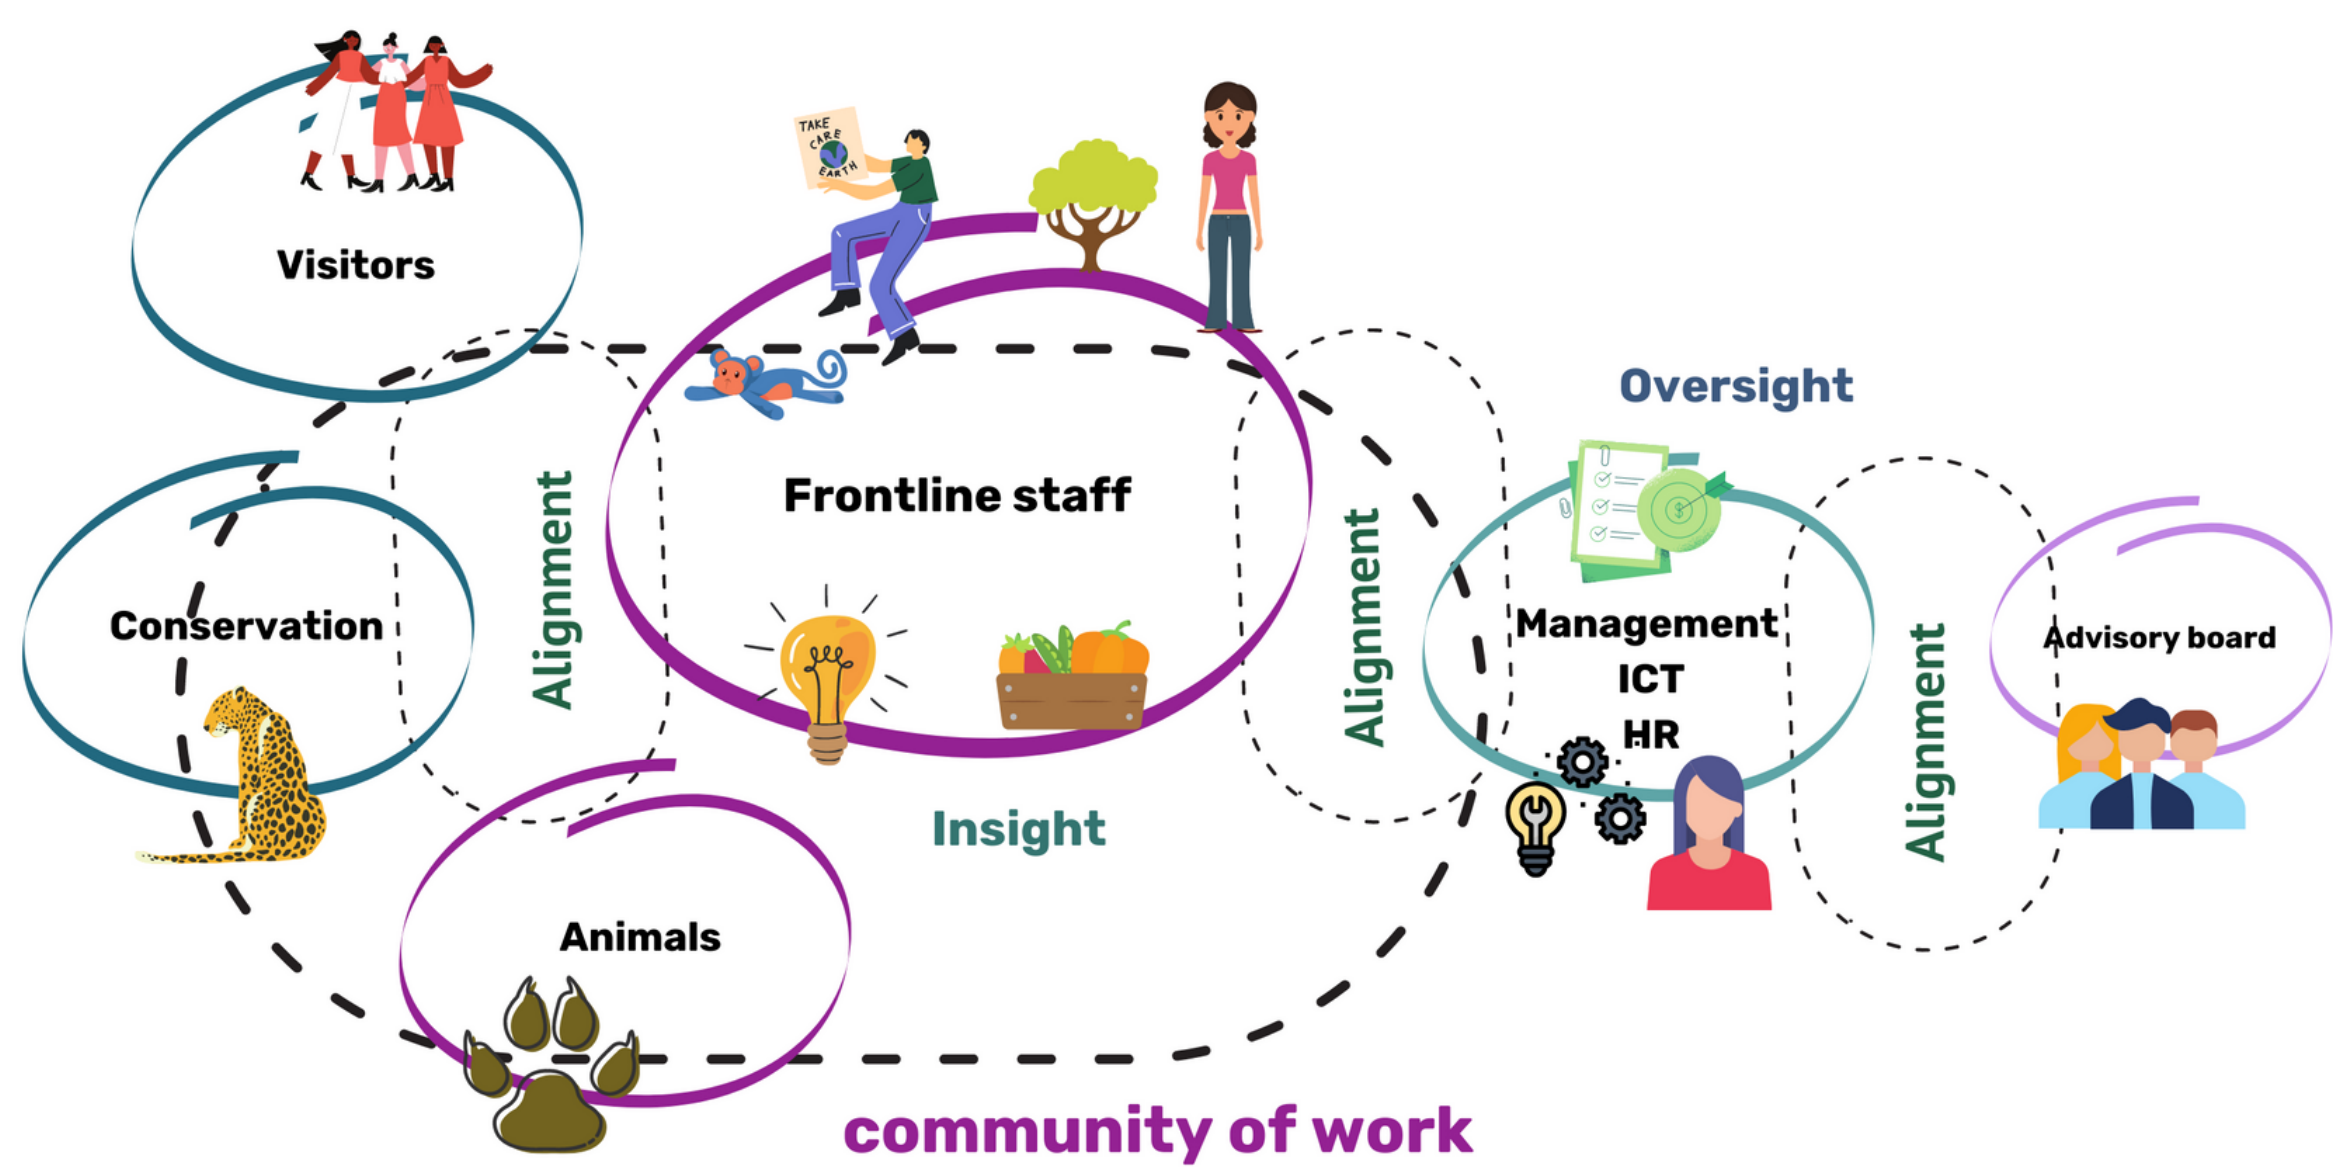 TAKE
CARE
EARTH
Visitors
Oversight
Frontline staff
Conservation
Alignment
Alignment
Management
ICT
HR
Alignment
Advisory board
Insight
Animals
community of work